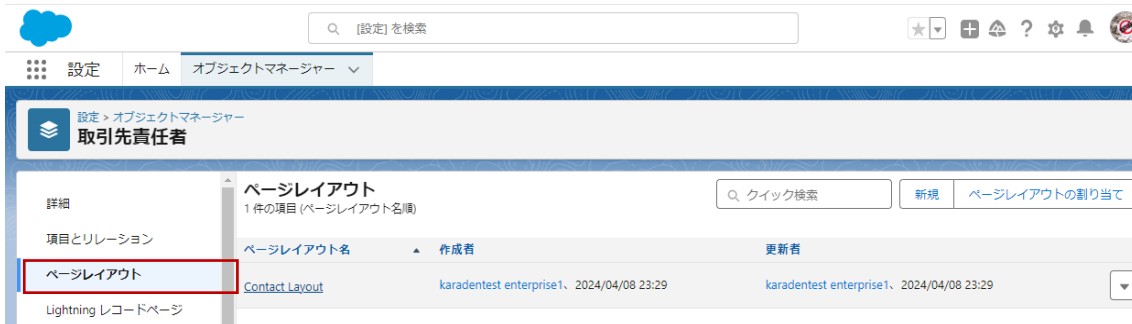 [設定] を検索
設定 ホーム オブジェクトマネージャー
設定 > オブジェクトマネージャー
取引先責任者
詳細
項目とリレーション
ページレイアウト
Lightning レコードページ
ページレイアウト
1 件の項目 (ページレイアウト名順)
クイック検索 新規 ページレイアウトの割り当て
ページレイアウト名 作成者 更新者
Contact Layout karadentest enterprise1、2024/04/08 23:29 karadentest enterprise1、2024/04/08 23:29